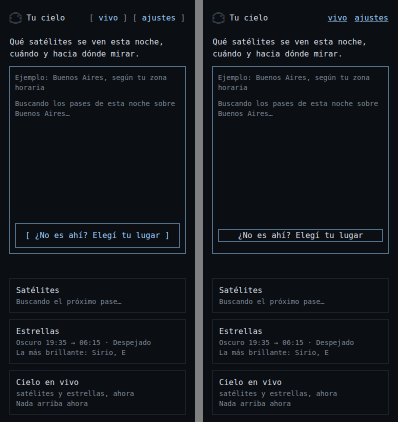 Tu cielo [ vivo ] [ ajustes ]
Qué satélites se ven esta noche,
cuándo y hacia dónde mirar.
Ejemplo: Buenos Aires, según tu zona
horaria
Buscando los pases de esta noche sobre
Buenos Aires…
[ ¿No es ahí? Elegí tu lugar ]
Satélites
Buscando el próximo pase…
Estrellas
Oscuro 19:35 → 06:15 · Despejado
La más brillante: Sirio, E
Cielo en vivo
satélites y estrellas, ahora
Nada arriba ahora
Tu cielo vivo ajustes
Qué satélites se ven esta noche,
cuándo y hacia dónde mirar.
Ejemplo: Buenos Aires, según tu zona
horaria
Buscando los pases de esta noche sobre
Buenos Aires…
¿No es ahí? Elegí tu lugar
Satélites
Buscando el próximo pase…
Estrellas
Oscuro 19:35 → 06:15 · Despejado
La más brillante: Sirio, E
Cielo en vivo
satélites y estrellas, ahora
Nada arriba ahora